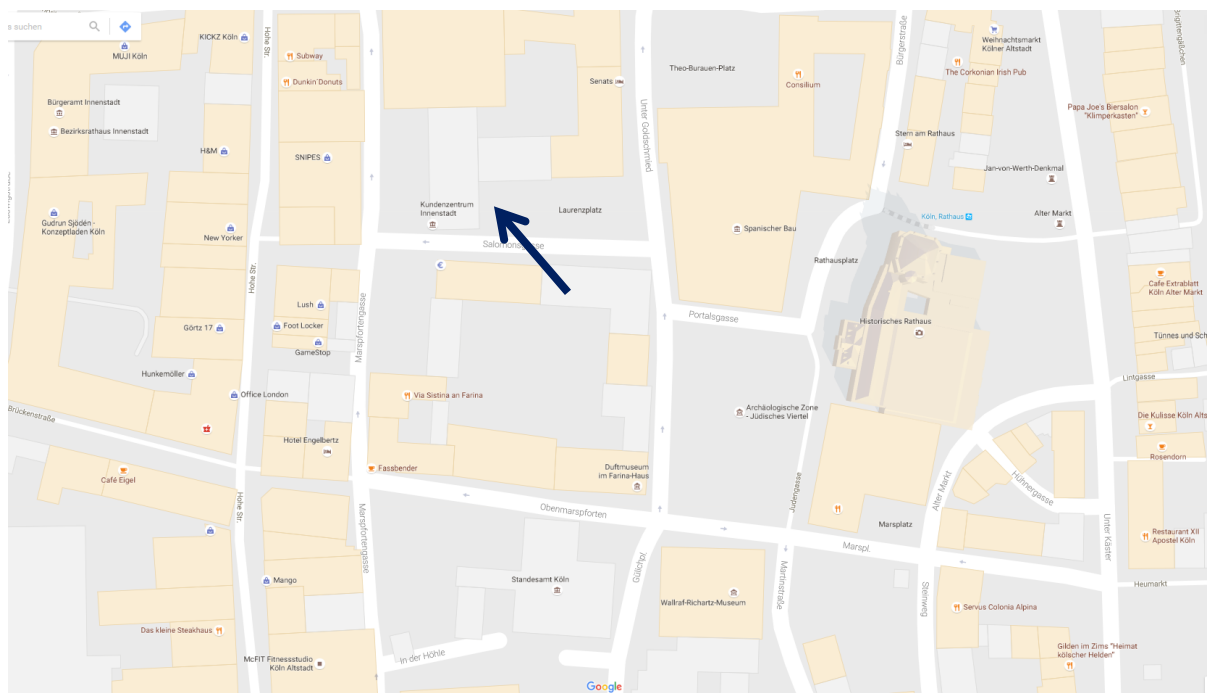 s suchen
KICKZ Köln
MUJI Köln
Hohe Str.
Subway
Dunkin'Donuts
Bürgeramt Innenstadt
Bezirksrathaus Innenstadt
H&M
SNIPES
Gudrun Sjödén -
Konzeptladen Köln
New Yorker
Hohe Str.
Lush
Görtz 17
Foot Locker
GameStop
Hunkemöller
Office London
Brückenstraße
Hotel Engelbertz
Café Eigel
Hohe Str.
Mango
Das kleine Steakhaus
McFIT Fitnessstudio
Köln Altstadt
Marspfortengasse
Marspfortengasse
In der Höhle
Kundenzentrum
Innenstadt
Laurenzplatz
Salomonsgasse
€
Via Sistina an Farina
Fassbender
Duftmuseum
im Farina-Haus
Obenmarspforten
Standesamt Köln
Gülichpl.
Google
Senats
Unter Goldschmied
Theo-Burauen-Platz
Consilium
Bürgerstraße
Spanischer Bau
Rathausplatz
Portalsgasse
Historisches Rathaus
Archäologische Zone
- Jüdisches Viertel
Judengasse
Marsplatz
Marspl.
Martinstraße
Wallraf-Richartz-Museum
Steinweg
Servus Colonia Alpina
Gilden im Zims "Heimat
kölscher Helden"
Weihnachtsmarkt
Kölner Altstadt
The Corkonian Irish Pub
Papa Joe's Biersalon
"Klimperkasten"
Stern am Rathaus
Jan-von-Werth-Denkmal
Köln, Rathaus
Alter Markt
Cafe Extrablatt
Köln Alter Markt
Tünnes und Sch
Lintgasse
Die Kulisse Köln Alts
Rosendorn
Alter Markt
Hühnergasse
Unter Käster
Restaurant XII
Apostel Köln
Heumarkt